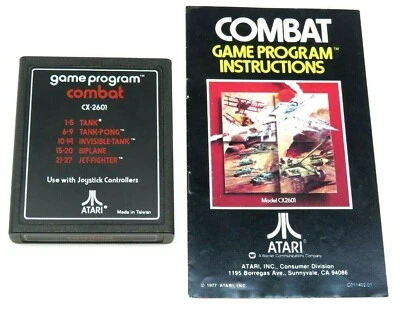 game program™
combat
CX-2601
1-5 TANK®
6-9 TANK-PONG™
10-14 INVISIBLE-TANK™
15-20 BIPLANE
21-27 JET-FIGHTER™
Use with Joystick Controllers
ATARI®
Made in Taiwan
COMBAT
GAME PROGRAM™
INSTRUCTIONS
Model CX2601
ATARI®
A Warner Communications Company
ATARI, INC., Consumer Division
1195 Borregas Ave., Sunnyvale, CA 94086
© 1977 ATARI, INC.
C011402-01